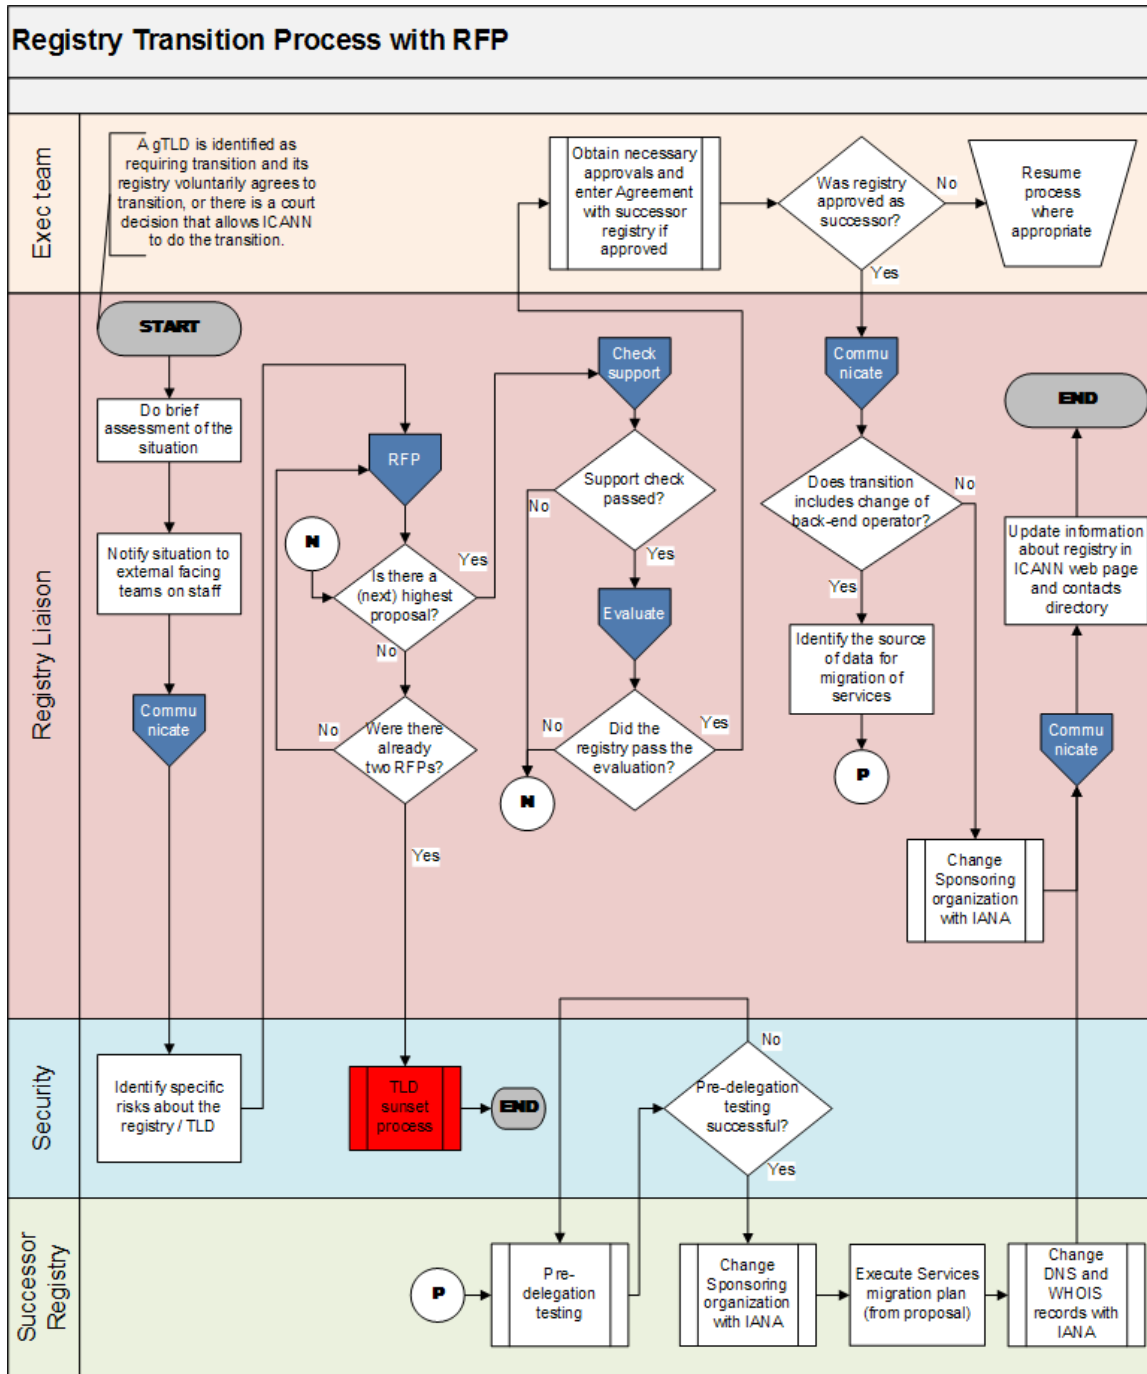 Registry Transition Process with RFP
Exec team
A gTLD is identified as
requiring transition and its
registry voluntarily agrees to
transition, or there is a court
decision that allows ICANN
to do the transition.
Obtain necessary
approvals and
enter Agreement
with successor
registry if
approved
Was registry
approved as
successor?
No
Yes
Resume
process
where
appropriate
Registry Liaison
START
Do brief
assessment of the
situation
Notify situation to
external facing
teams on staff
Commu
nicate
RFP
N
Is there a
(next) highest
proposal?
Yes
No
Were there
already
two RFPs?
No
Yes
Check
support
Support check
passed?
No
Yes
Evaluate
Did the
registry pass the
evaluation?
No
Yes
N
Commu
nicate
Does transition
includes change of
back-end operator?
No
Yes
Identify the source
of data for
migration of
services
P
Change
Sponsoring
organization
with IANA
END
Update information
about registry in
ICANN web page
and contacts
directory
Commu
nicate
Security
Identify specific
risks about the
registry / TLD
TLD
sunset
process
END
Pre-delegation
testing
successful?
No
Yes
Successor
Registry
P
Pre-
delegation
testing
Change
Sponsoring
organization
with IANA
Execute Services
migration plan
(from proposal)
Change
DNS and
WHOIS
records with
IANA